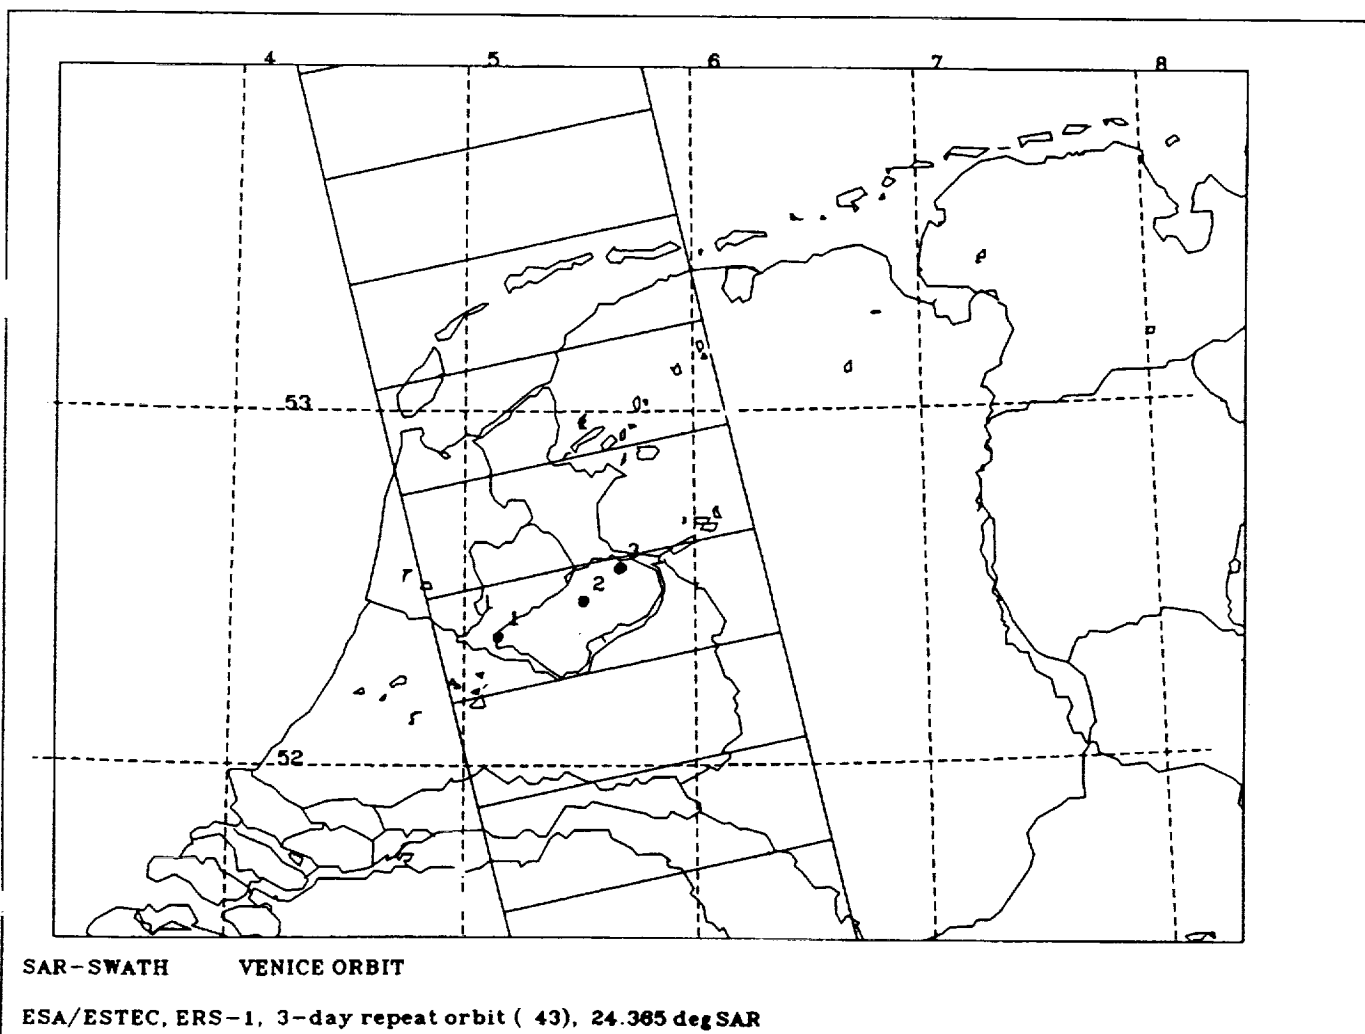 4 5 6 7 8
53
3
2
1
52
SAR-SWATH VENICE ORBIT
ESA/ESTEC, ERS-1, 3-day repeat orbit ( 43), 24.365 deg SAR